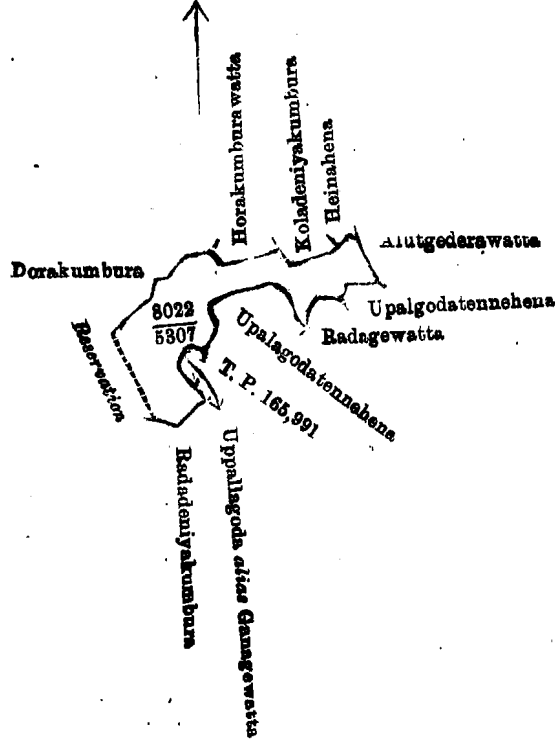 Horakumburawatta
Koladeniyakumbura
Heinahena
Alutgederawatta
Dorakumbura
Upalgodatennehena
8022
5307
Radagewatta
Reservation
Upalagodatennehena
T. P. 165,991
Radadeniyakumbura
Uppallagoda alias Gamagewatta